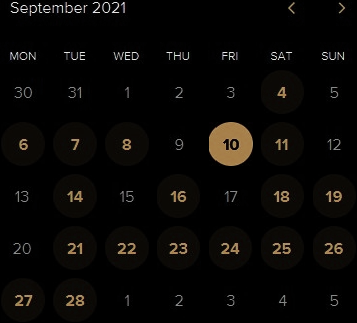 September 2021
MON TUE WED THU FRI SAT SUN
30 31 1 2 3 4 5
6 7 8 9 10 11 12
13 14 15 16 17 18 19
20 21 22 23 24 25 26
27 28 1 2 3 4 5